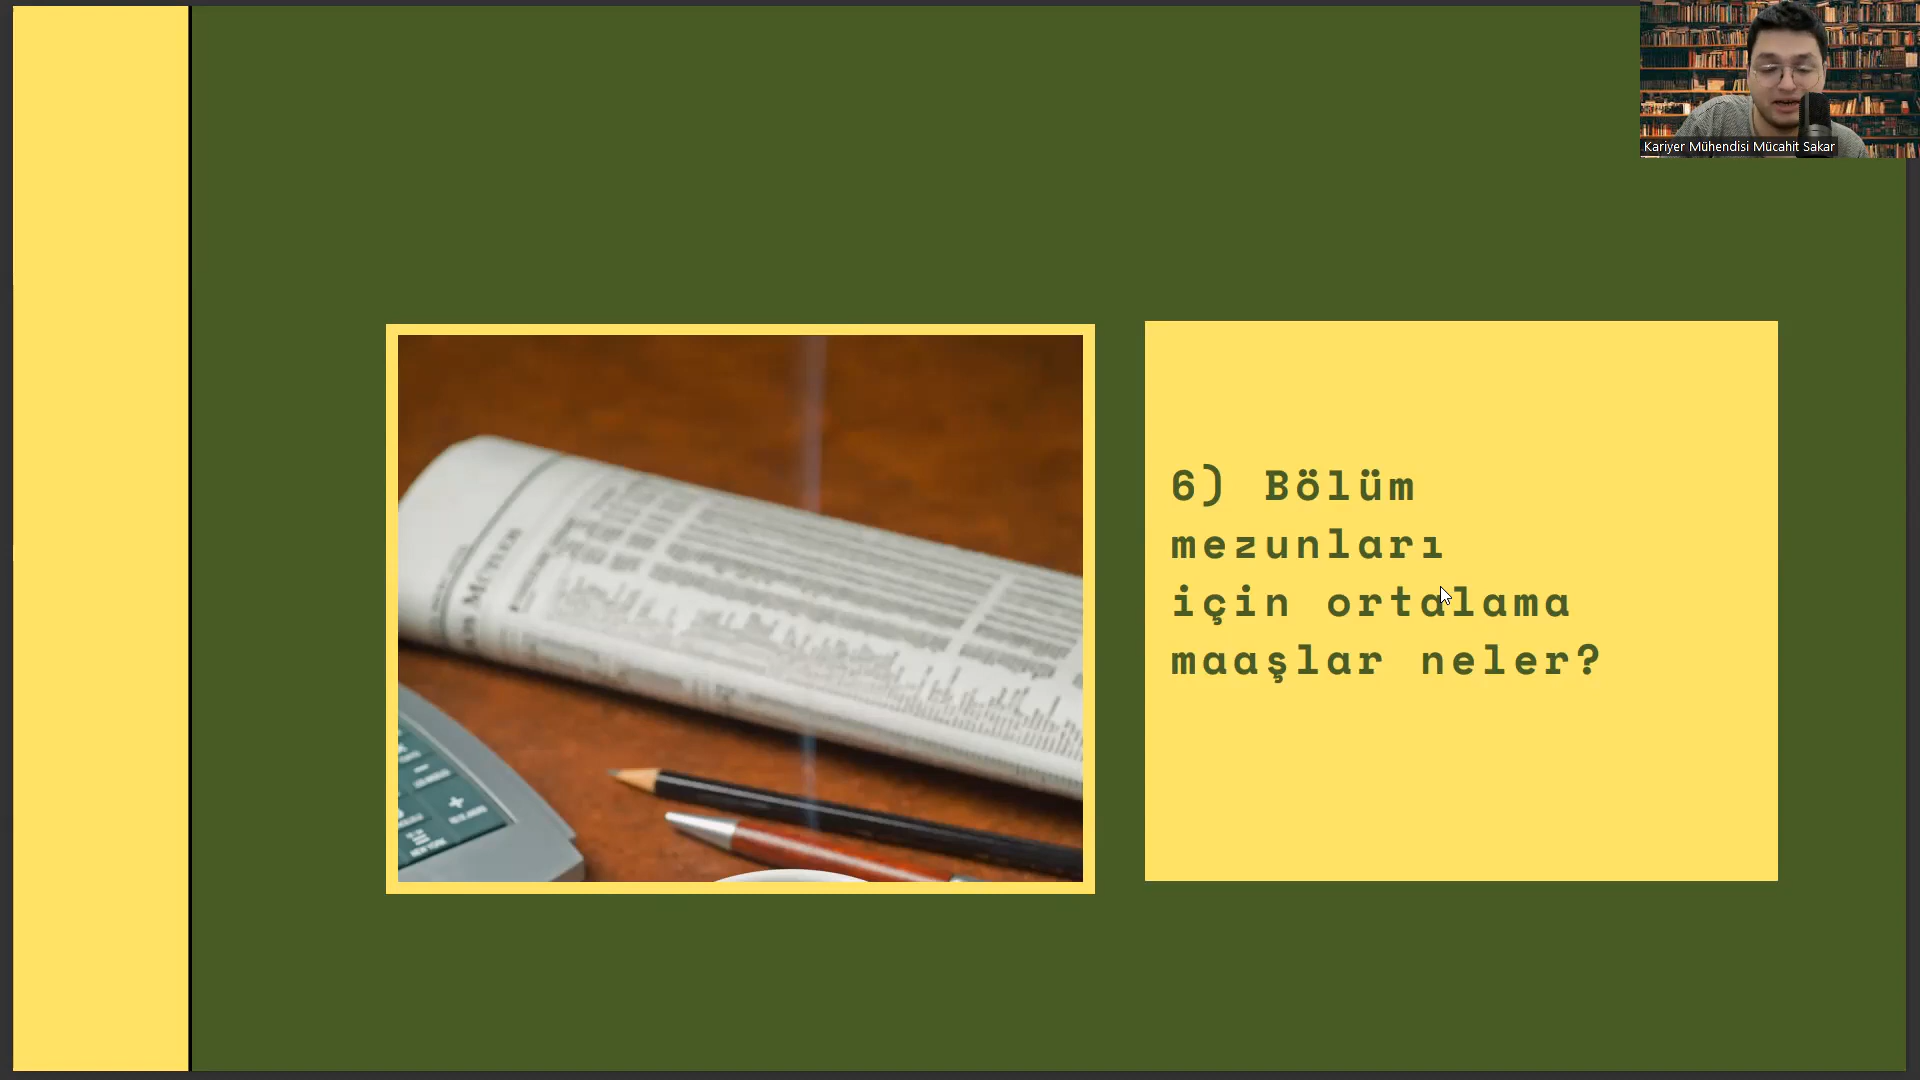 Kariyer Mühendisi Mücahit Sakar
6) Bölüm
mezunları
için ortalama
maaşlar neler?